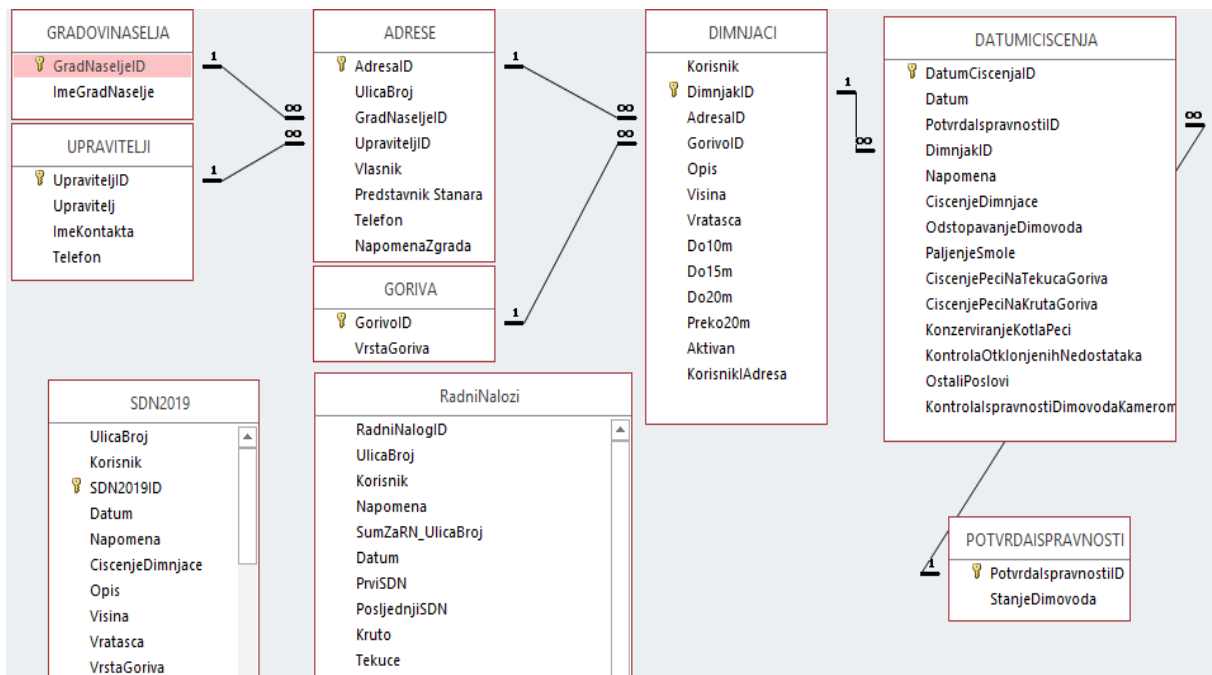 GRADOVINASELJA
GradNaseljeID
ImeGradNaselje
UPRAVITELJI
UpraviteljID
Upravitelj
ImeKontakta
Telefon
1
1
∞
∞
ADRESE
AdresaID
UlicaBroj
GradNaseljeID
UpraviteljID
Vlasnik
Predstavnik Stanara
Telefon
NapomenaZgrada
GORIVA
GorivoID
VrstaGoriva
1
1
∞
∞
DIMNJACI
Korisnik
DimnjakID
AdresaID
GorivoID
Opis
Visina
Vratasca
Do10m
Do15m
Do20m
Preko20m
Aktivan
KorisnikIAdresa
1
∞
DATUMICISCENJA
DatumCiscenjaID
Datum
PotvrdaIspravnostiID
DimnjakID
Napomena
CiscenjeDimnjace
OdstopavanjeDimovoda
PaljenjeSmole
CiscenjePeciNaTekucaGoriva
CiscenjePeciNaKrutaGoriva
KonzerviranjeKotlaPeci
KontrolaOtklonjenihNedostataka
OstaliPoslovi
KontrolaIspravnostiDimovodaKamerom
∞
SDN2019
UlicaBroj
Korisnik
SDN2019ID
Datum
Napomena
CiscenjeDimnjace
Opis
Visina
Vratasca
VrstaGoriva
RadniNalozi
RadniNalogID
UlicaBroj
Korisnik
Napomena
SumZaRN_UlicaBroj
Datum
PrviSDN
PosljednjiSDN
Kruto
Tekuce
1
POTVRDAISPRAVNOSTI
PotvrdaIspravnostiID
StanjeDimovoda